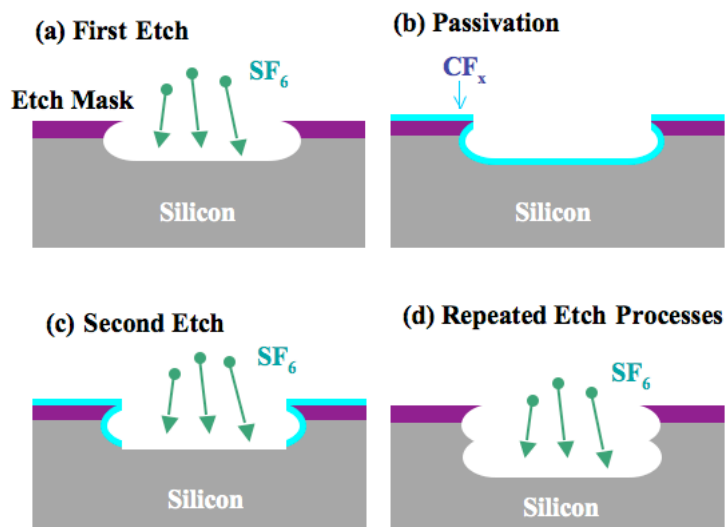 (a) First Etch
SF₆
Etch Mask
Silicon
(b) Passivation
CFₓ
Silicon
(c) Second Etch
SF₆
Silicon
(d) Repeated Etch Processes
SF₆
Silicon